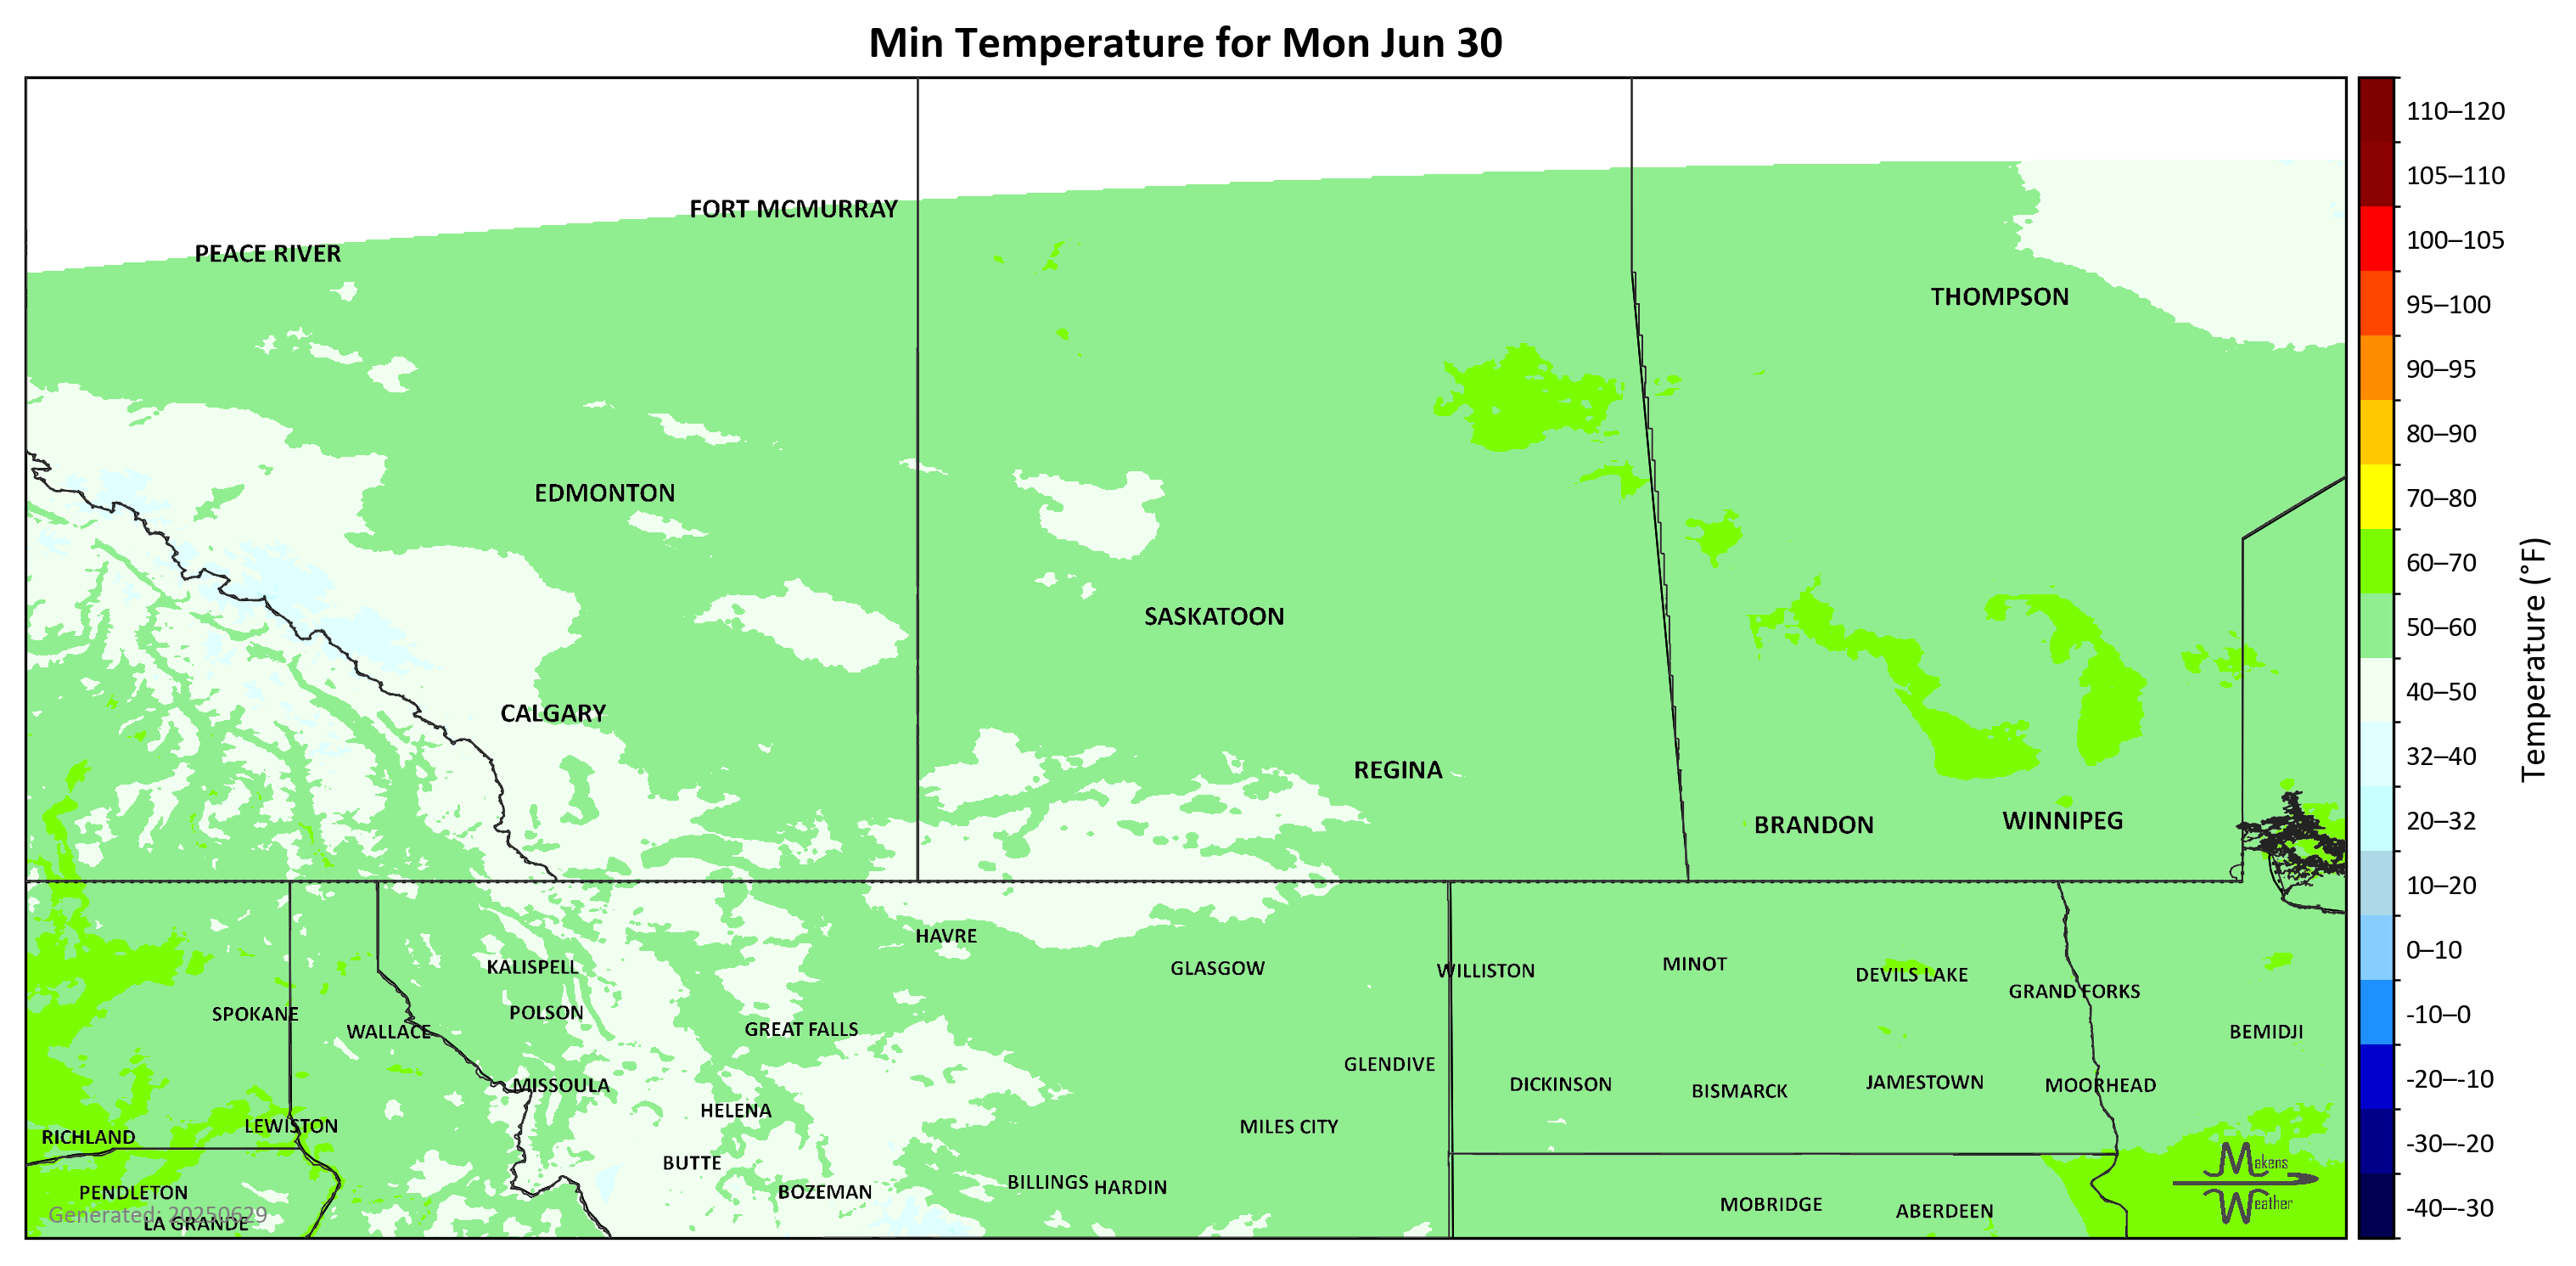 Min Temperature for Mon Jun 30
110–120
105–110
100–105
95–100
90–95
80–90
70–80
60–70
50–60
40–50
32–40
20–32
10–20
0–10
-10–0
-20–-10
-30–-20
-40–-30
Temperature (°F)
FORT MCMURRAY
PEACE RIVER
THOMPSON
EDMONTON
SASKATOON
CALGARY
REGINA
BRANDON
WINNIPEG
HAVRE
KALISPELL
GLASGOW
WILLISTON
MINOT
DEVILS LAKE
GRAND FORKS
SPOKANE
POLSON
WALLACE
GREAT FALLS
BEMIDJI
GLENDIVE
MISSOULA
DICKINSON
BISMARCK
JAMESTOWN
MOORHEAD
HELENA
LEWISTON
MILES CITY
RICHLAND
BUTTE
BILLINGS
HARDIN
BOZEMAN
PENDLETON
MOBRIDGE
ABERDEEN
LA GRANDE
Generated: 20250629
Makens
Weather